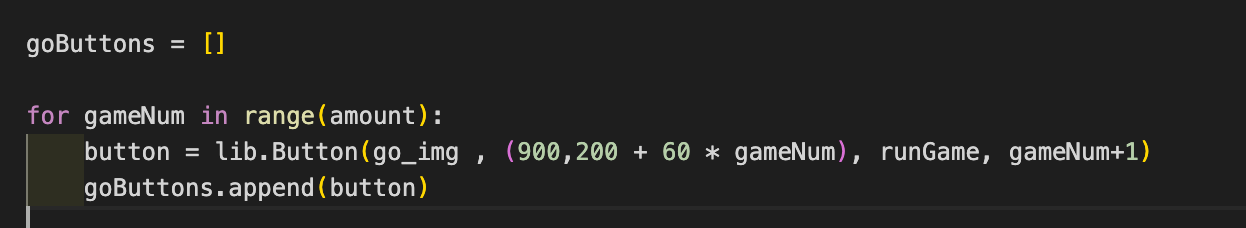 goButtons = []
for gameNum in range(amount):
    button = lib.Button(go_img , (900,200 + 60 * gameNum), runGame, gameNum+1)
    goButtons.append(button)